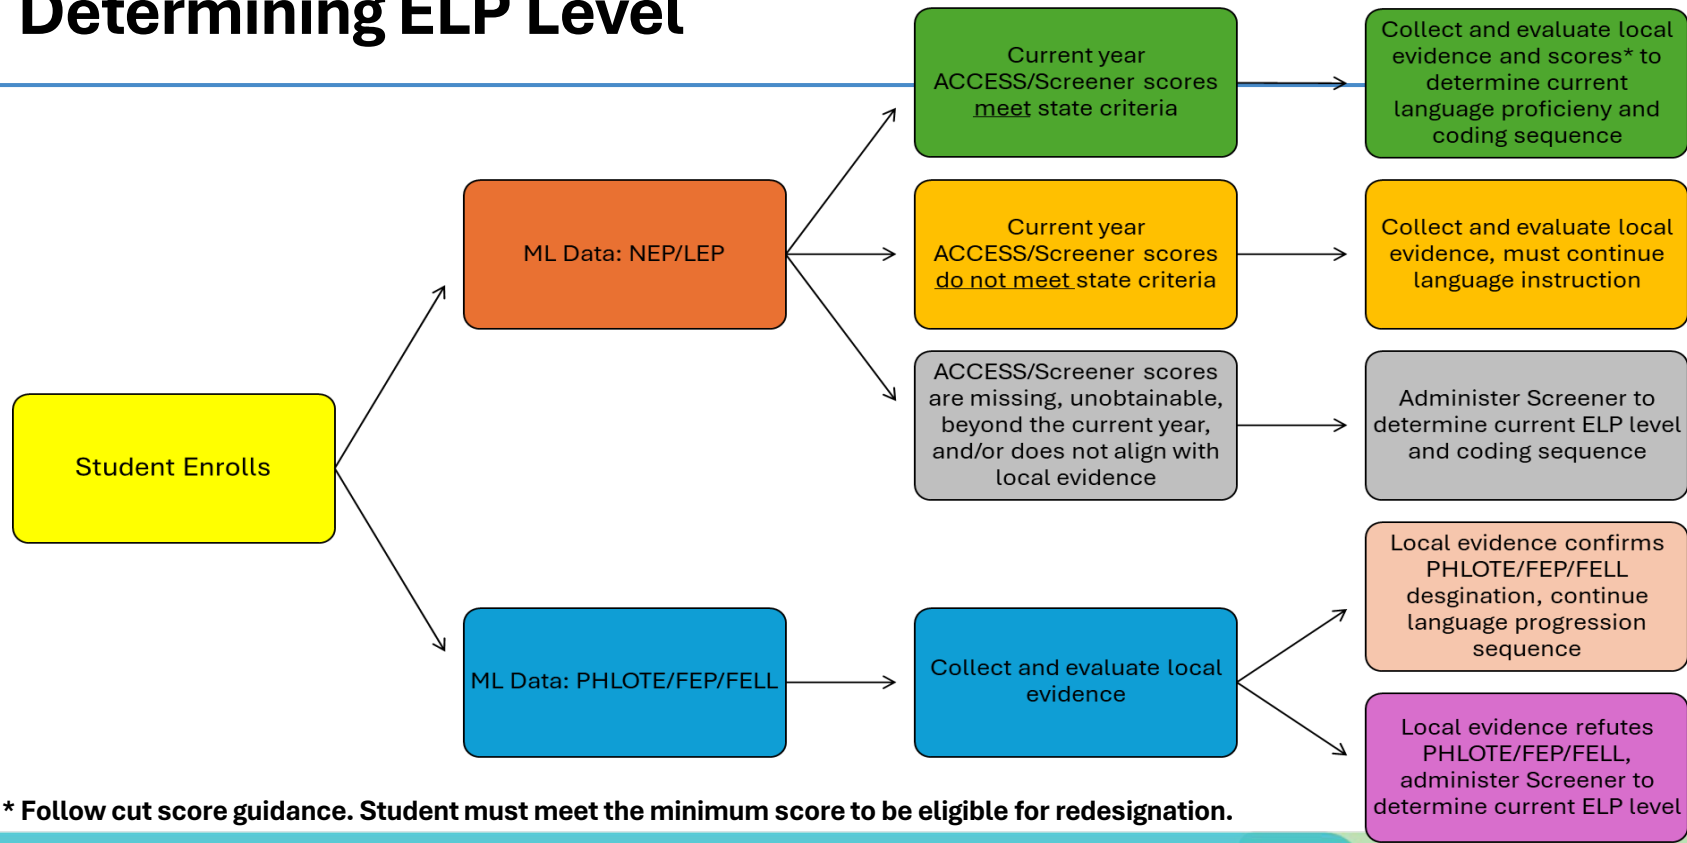 Determining ELP Level
Current year
ACCESS/Screener scores
meet state criteria
Collect and evaluate local
evidence and scores* to
determine current
language proficieny and
coding sequence
ML Data: NEP/LEP
Current year
ACCESS/Screener scores
do not meet state criteria
Collect and evaluate local
evidence, must continue
language instruction
ACCESS/Screener scores
are missing, unobtainable,
beyond the current year,
and/or does not align with
local evidence
Administer Screener to
determine current ELP level
and coding sequence
Student Enrolls
ML Data: PHLOTE/FEP/FELL
Collect and evaluate local
evidence
Local evidence confirms
PHLOTE/FEP/FELL
desgination, continue
language progression
sequence
Local evidence refutes
PHLOTE/FEP/FELL,
administer Screener to
determine current ELP level
* Follow cut score guidance. Student must meet the minimum score to be eligible for redesignation.